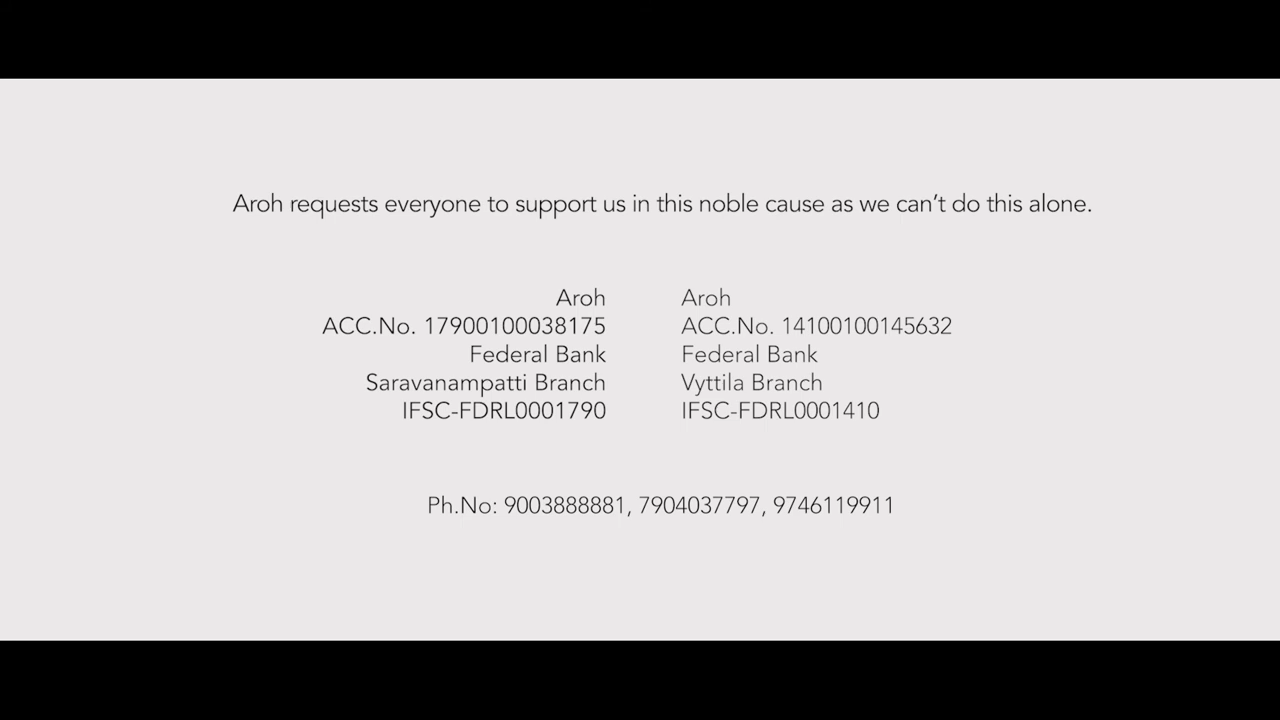 Aroh requests everyone to support us in this noble cause as we can't do this alone.
Aroh
ACC.No. 17900100038175
Federal Bank
Saravanampatti Branch
IFSC-FDRL0001790
Aroh
ACC.No. 14100100145632
Federal Bank
Vyttila Branch
IFSC-FDRL0001410
Ph.No: 9003888881, 7904037797, 9746119911